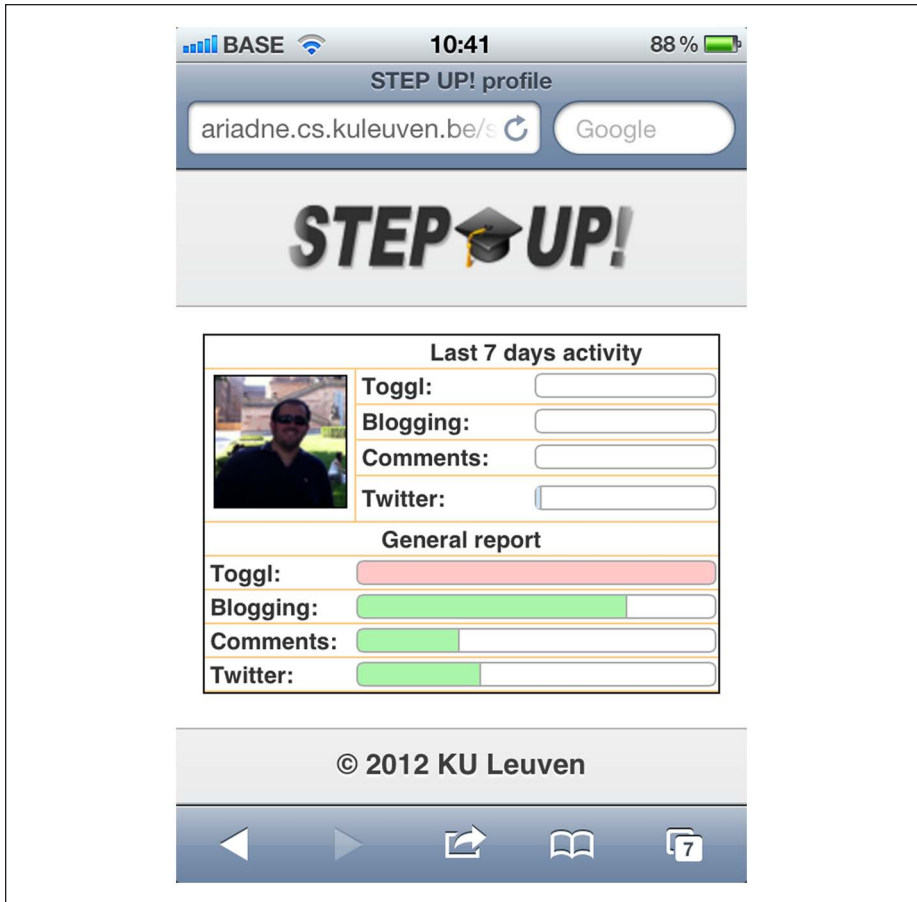 BASE 10:41 88 %
STEP UP! profile
ariadne.cs.kuleuven.be/s Google
STEP UP!
Last 7 days activity
Toggl:
Blogging:
Comments:
Twitter:
General report
Toggl:
Blogging:
Comments:
Twitter:
© 2012 KU Leuven
7